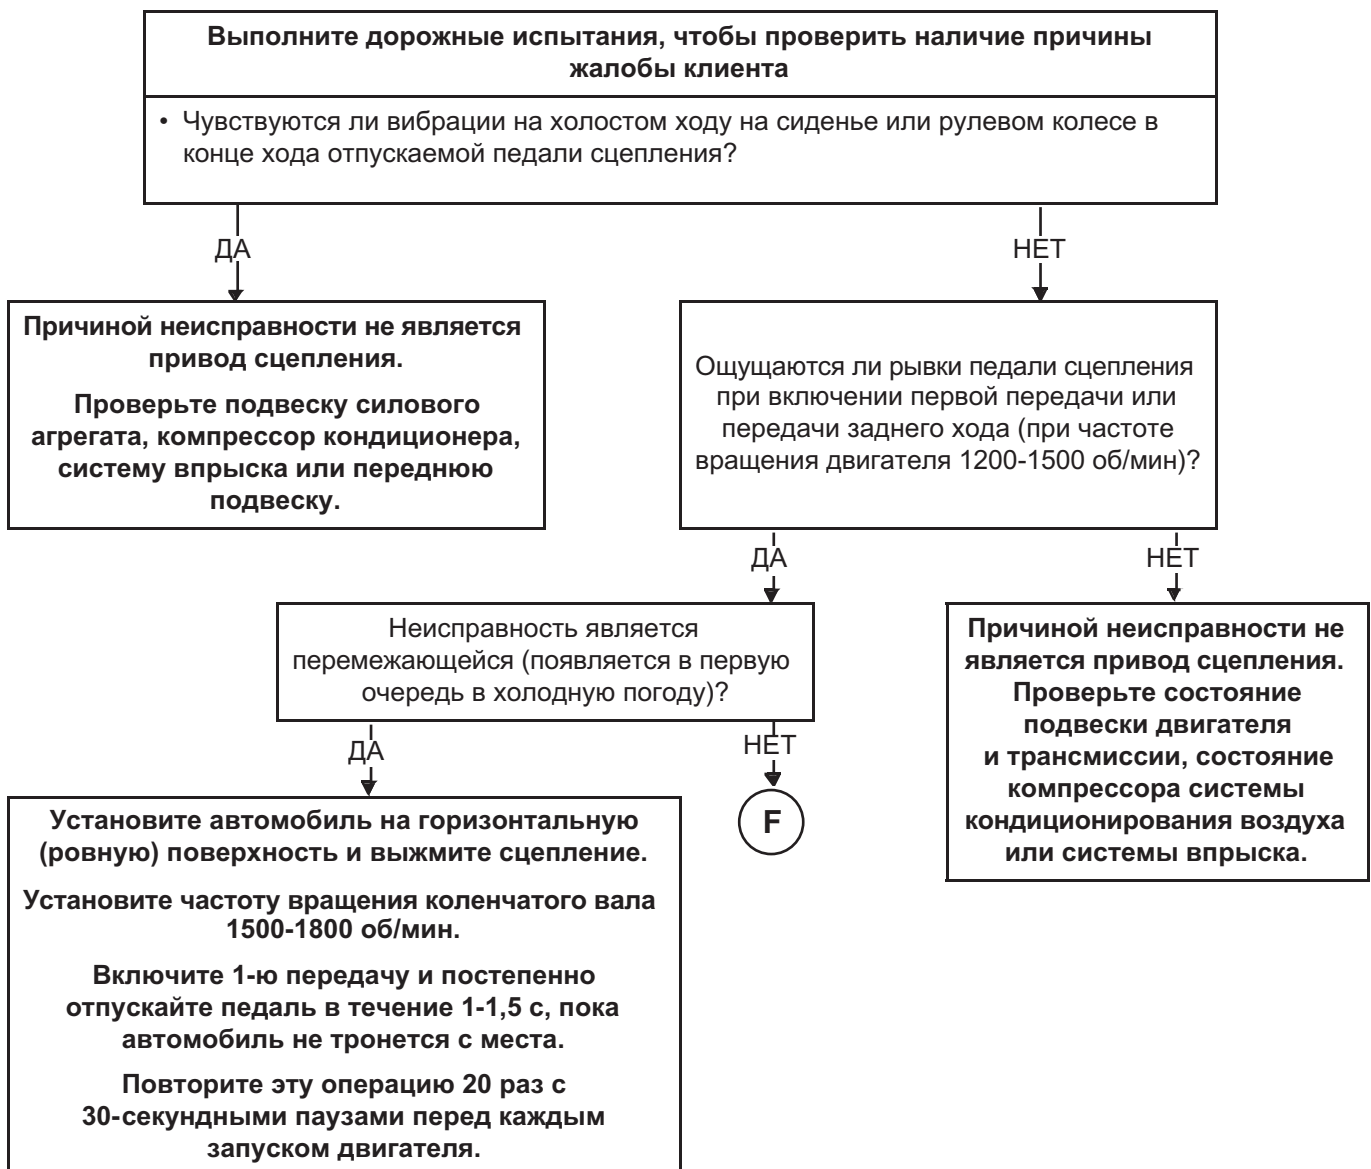 Выполните дорожные испытания, чтобы проверить наличие причины
жалобы клиента
• Чувствуются ли вибрации на холостом ходу на сиденье или рулевом колесе в
конце хода отпускаемой педали сцепления?
ДА
НЕТ
Причиной неисправности не является
привод сцепления.
Проверьте подвеску силового
агрегата, компрессор кондиционера,
систему впрыска или переднюю
подвеску.
Ощущаются ли рывки педали сцепления
при включении первой передачи или
передачи заднего хода (при частоте
вращения двигателя 1200-1500 об/мин)?
ДА
НЕТ
Неисправность является
перемежающейся (появляется в первую
очередь в холодную погоду)?
Причиной неисправности не
является привод сцепления.
Проверьте состояние
подвески двигателя
и трансмиссии, состояние
компрессора системы
кондиционирования воздуха
или системы впрыска.
ДА
НЕТ
F
Установите автомобиль на горизонтальную
(ровную) поверхность и выжмите сцепление.
Установите частоту вращения коленчатого вала
1500-1800 об/мин.
Включите 1-ю передачу и постепенно
отпускайте педаль в течение 1-1,5 с, пока
автомобиль не тронется с места.
Повторите эту операцию 20 раз с
30-секундными паузами перед каждым
запуском двигателя.